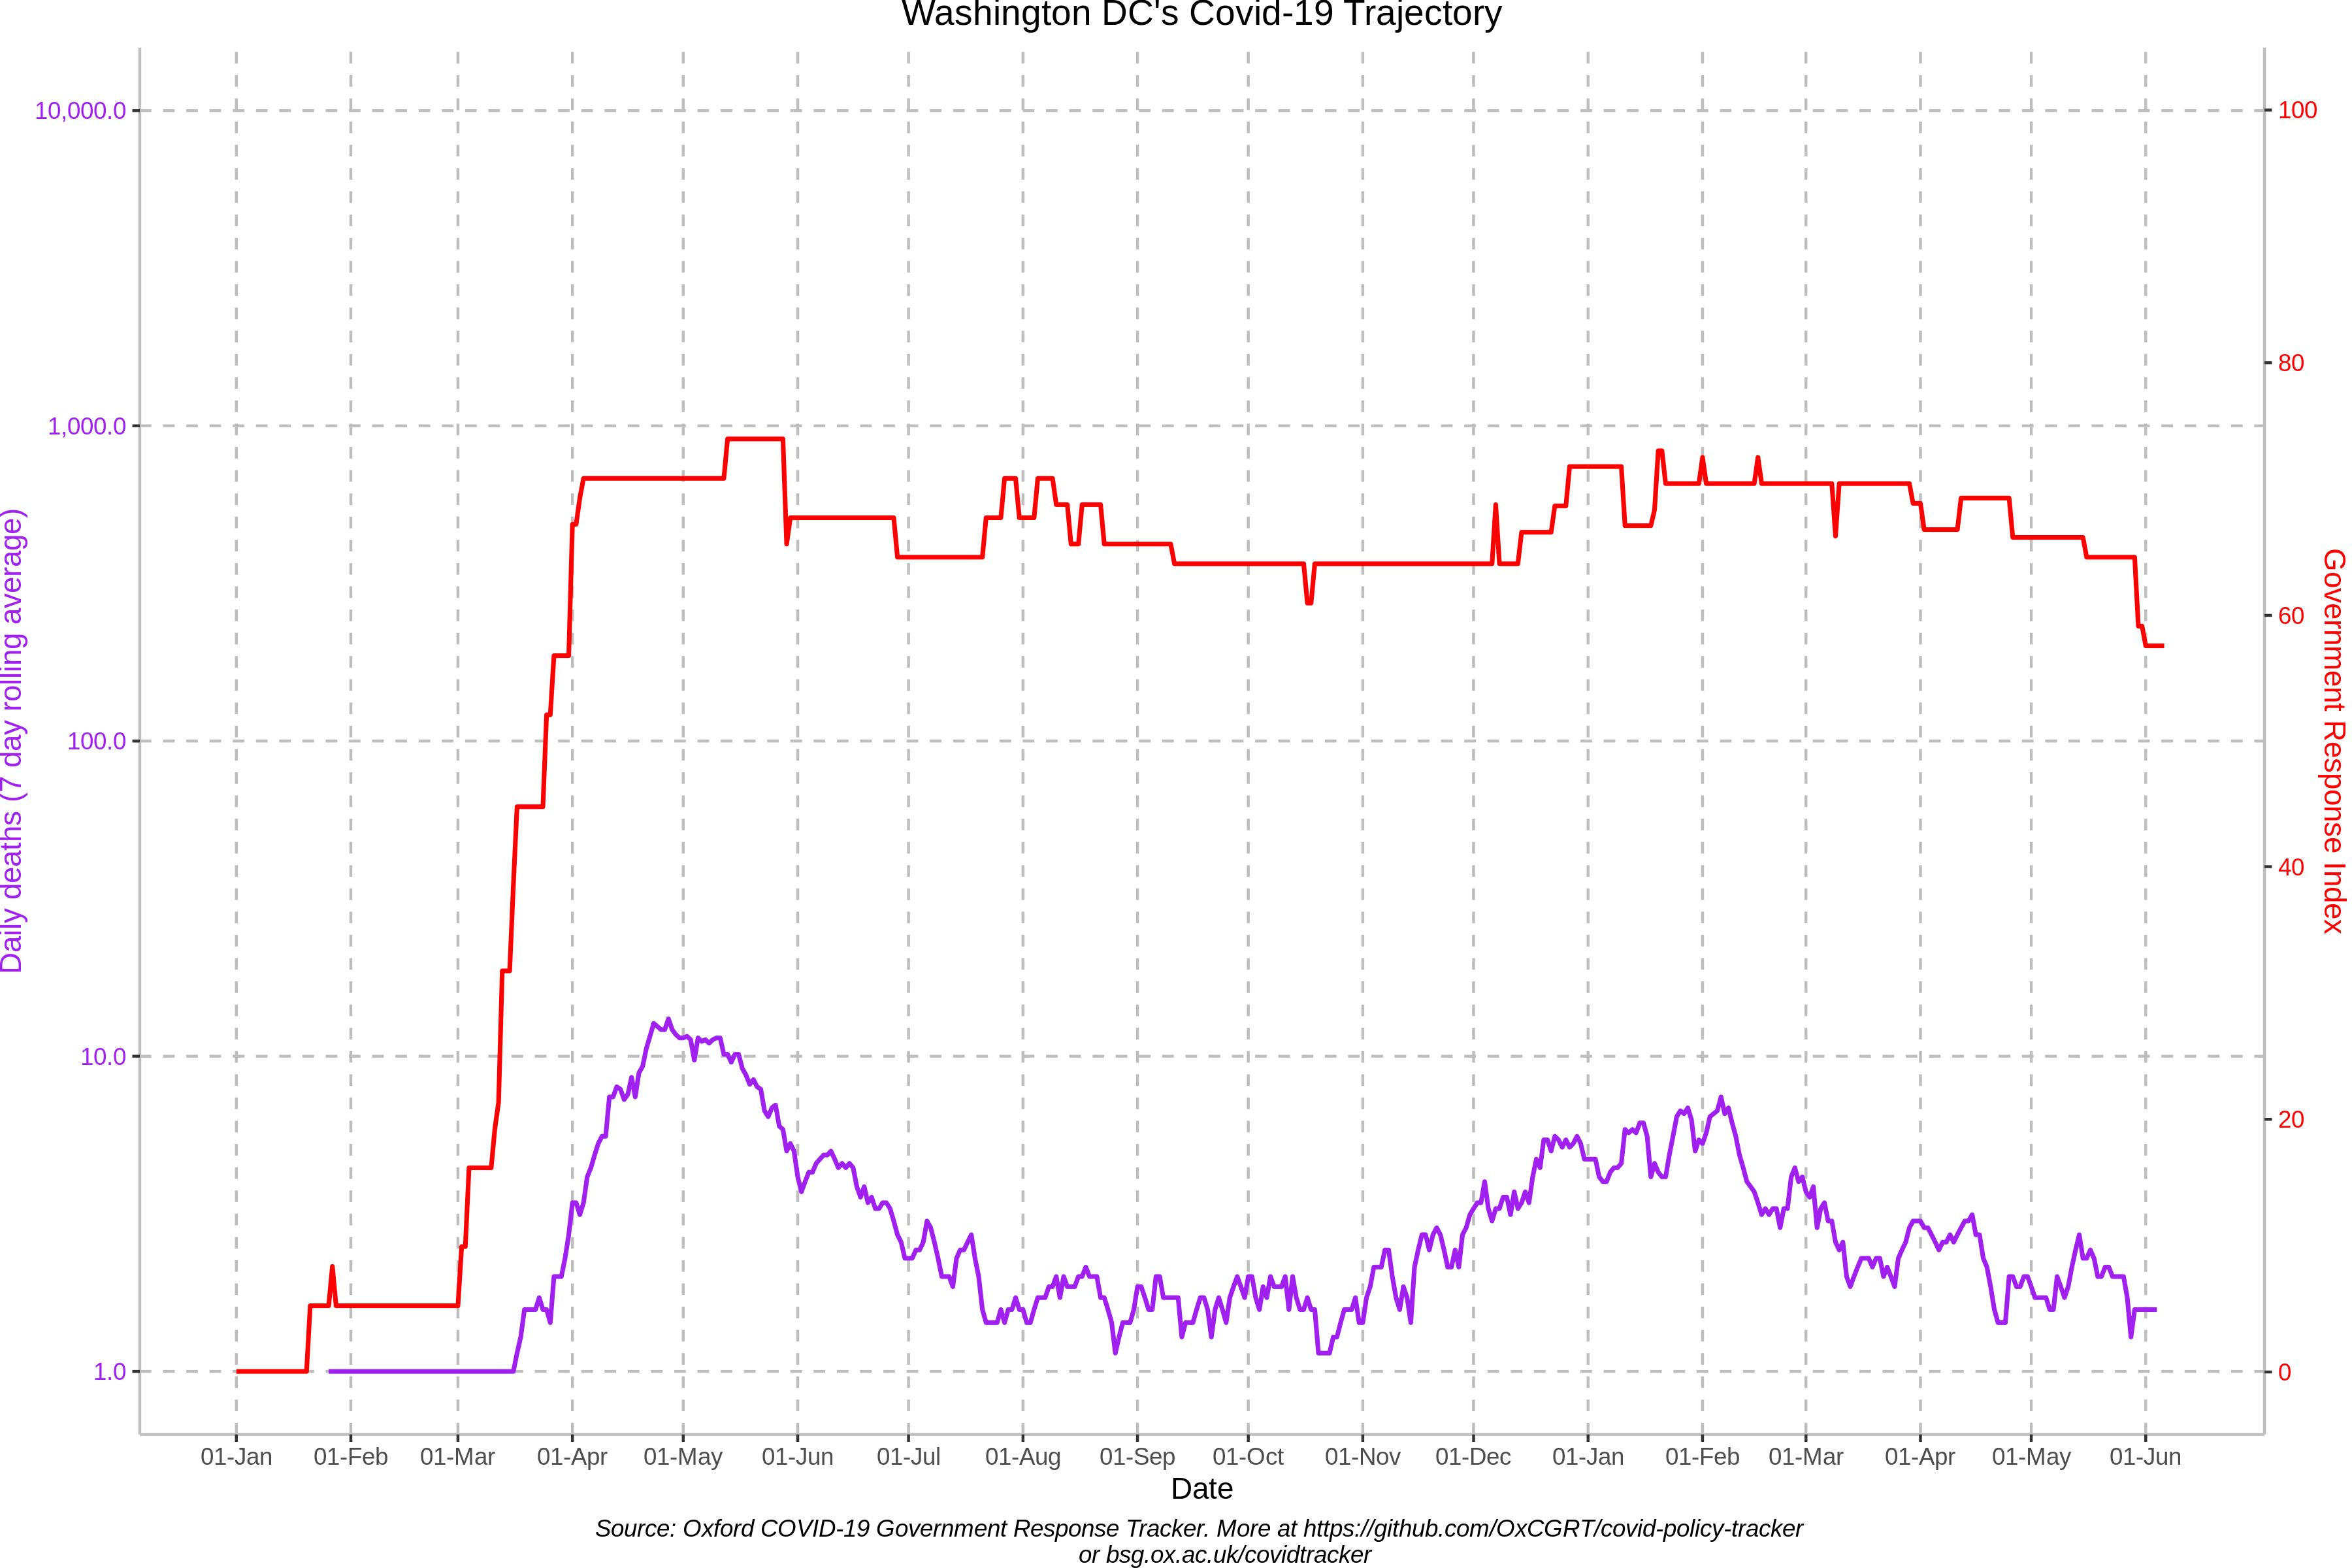 Washington DC's Covid-19 Trajectory
10,000.0
1,000.0
100.0
10.0
1.0
Daily deaths (7 day rolling average)
100
80
60
40
20
0
Government Response Index
01-Jan 01-Feb 01-Mar 01-Apr 01-May 01-Jun 01-Jul 01-Aug 01-Sep 01-Oct 01-Nov 01-Dec 01-Jan 01-Feb 01-Mar 01-Apr 01-May 01-Jun
Date
Source: Oxford COVID-19 Government Response Tracker. More at https://github.com/OxCGRT/covid-policy-tracker
or bsg.ox.ac.uk/covidtracker